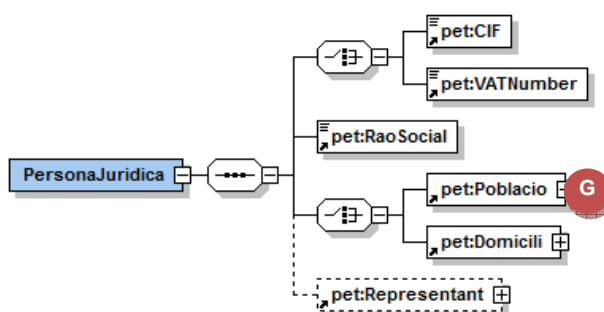 pet:CIF
pet:VATNumber
pet:RaoSocial
PersonaJuridica
pet:Poblacio
G
pet:Domicili
pet:Representant